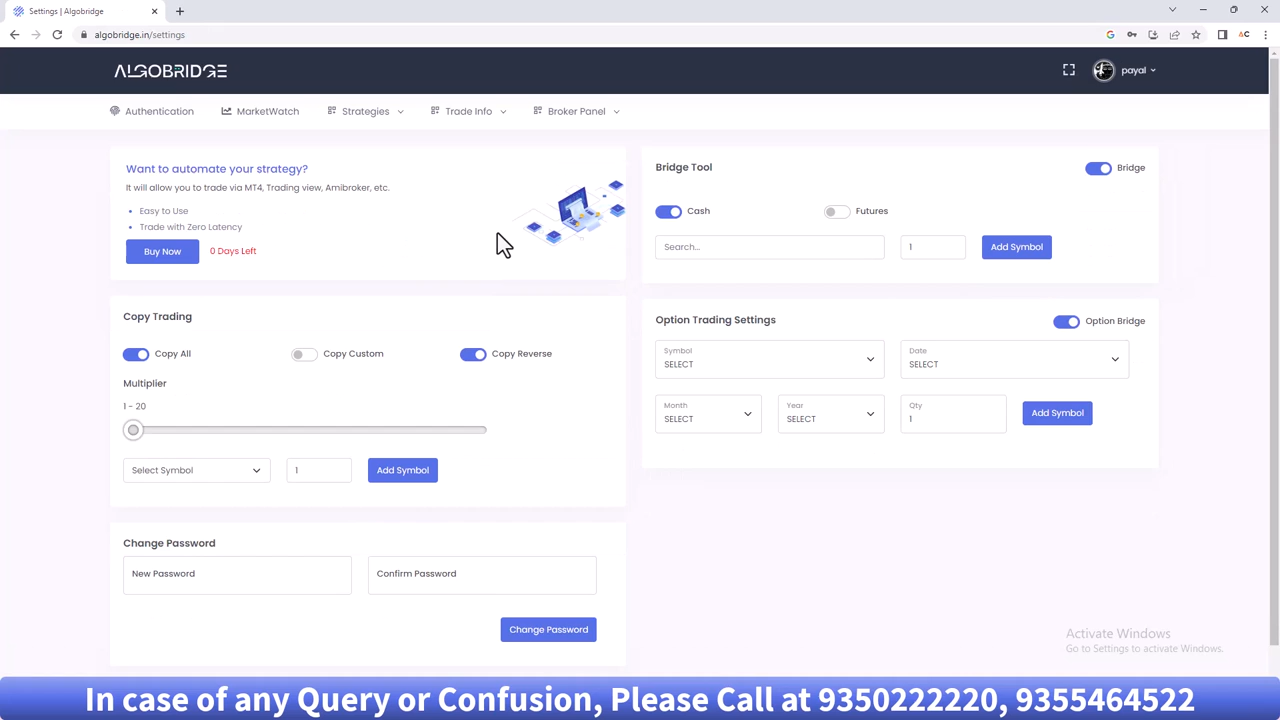 Settings | Algobridge
algobridge.in/settings
AC
ALGOBRIDGE
payal
Authentication
MarketWatch
Strategies
Trade Info
Broker Panel
Want to automate your strategy?
It will allow you to trade via MT4, Trading view, Amibroker, etc.
Easy to Use
Trade with Zero Latency
Buy Now
0 Days Left
Bridge Tool
Bridge
Cash
Futures
Search...
1
Add Symbol
Copy Trading
Copy All
Copy Custom
Copy Reverse
Multiplier
1 - 20
Select Symbol
1
Add Symbol
Option Trading Settings
Option Bridge
Symbol
SELECT
Date
SELECT
Month
SELECT
Year
SELECT
Qty
1
Add Symbol
Change Password
New Password
Confirm Password
Change Password
Activate Windows
Go to Settings to activate Windows.
In case of any Query or Confusion, Please Call at 9350222220, 9355464522